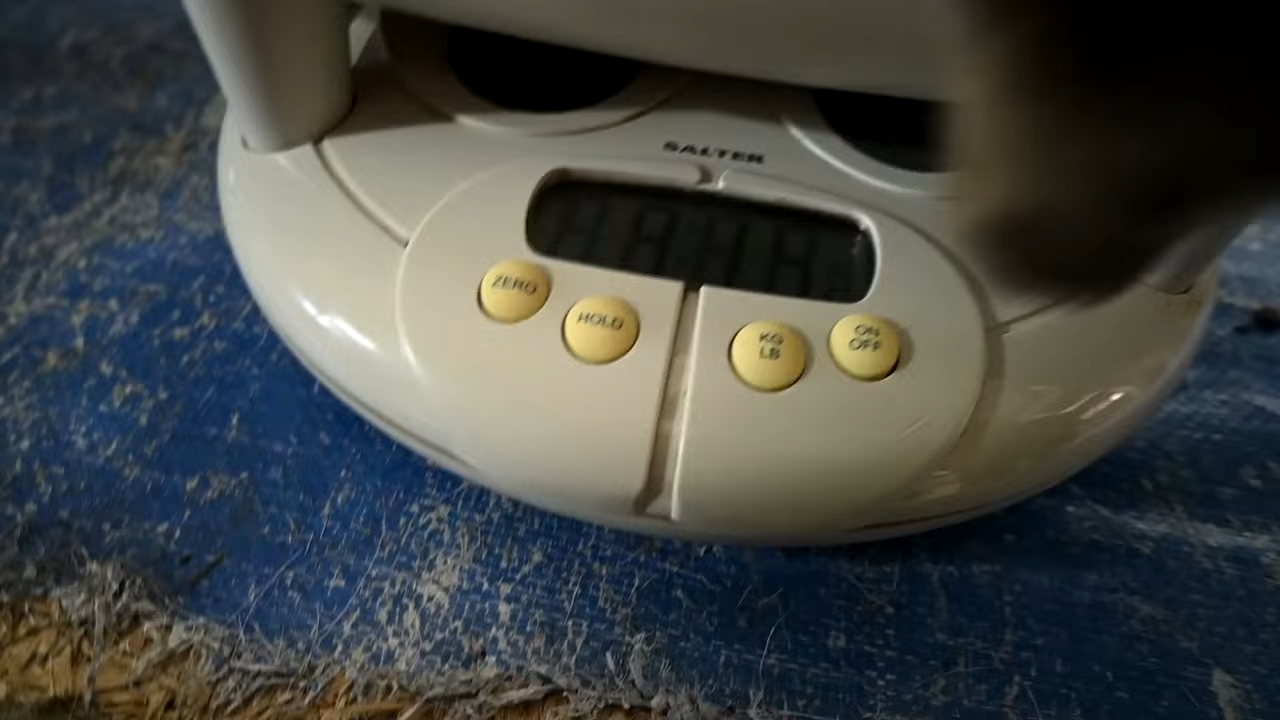 SALTER
ZERO
HOLD
KG
LB
ON
OFF